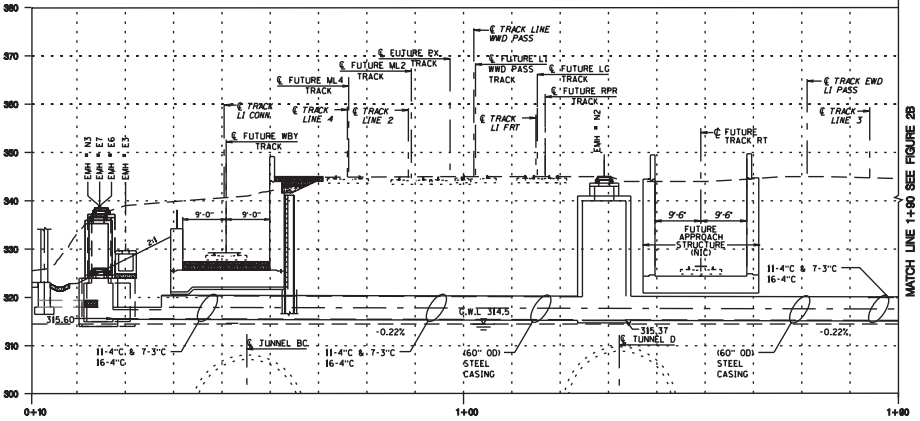 380
370
360
350
340
330
320
310
300
℄ TRACK LINE
WWD PASS
℄ FUTURE PX.
TRACK
℄ FUTURE ML2
TRACK
℄ FUTURE ML4
TRACK
℄ TRACK
LINE 4
℄ TRACK
LINE 2
℄ TRACK
LI CONN.
℄ FUTURE WBY
TRACK
℄ FUTURE L1
WWD PASS
TRACK
℄ FUTURE LC
TRACK
℄ FUTURE RPR
TRACK
℄ TRACK
LI FRT
℄ TRACK EWD
LI PASS
℄ TRACK
LINE 3
℄ FUTURE
TRACK RT
EMH = N3
EMH = E7
EMH = E6
EMH = E3
EMH = N2
2:1
9'-0"
9'-0"
9'-6"
9'-6"
FUTURE
APPROACH
STRUCTURE
(NIC)
11-4"C & 7-3"C
16-4"C
315.60
G.W.L 314.5
-0.22%
315.37
-0.22%
℄ TUNNEL BC
℄ TUNNEL D
11-4"C & 7-3"C
16-4"C
11-4"C & 7-3"C
16-4"C
(60" OD)
STEEL
CASING
(60" OD)
STEEL
CASING
0+10
1+00
1+90
MATCH LINE 1+90 SEE FIGURE 2B